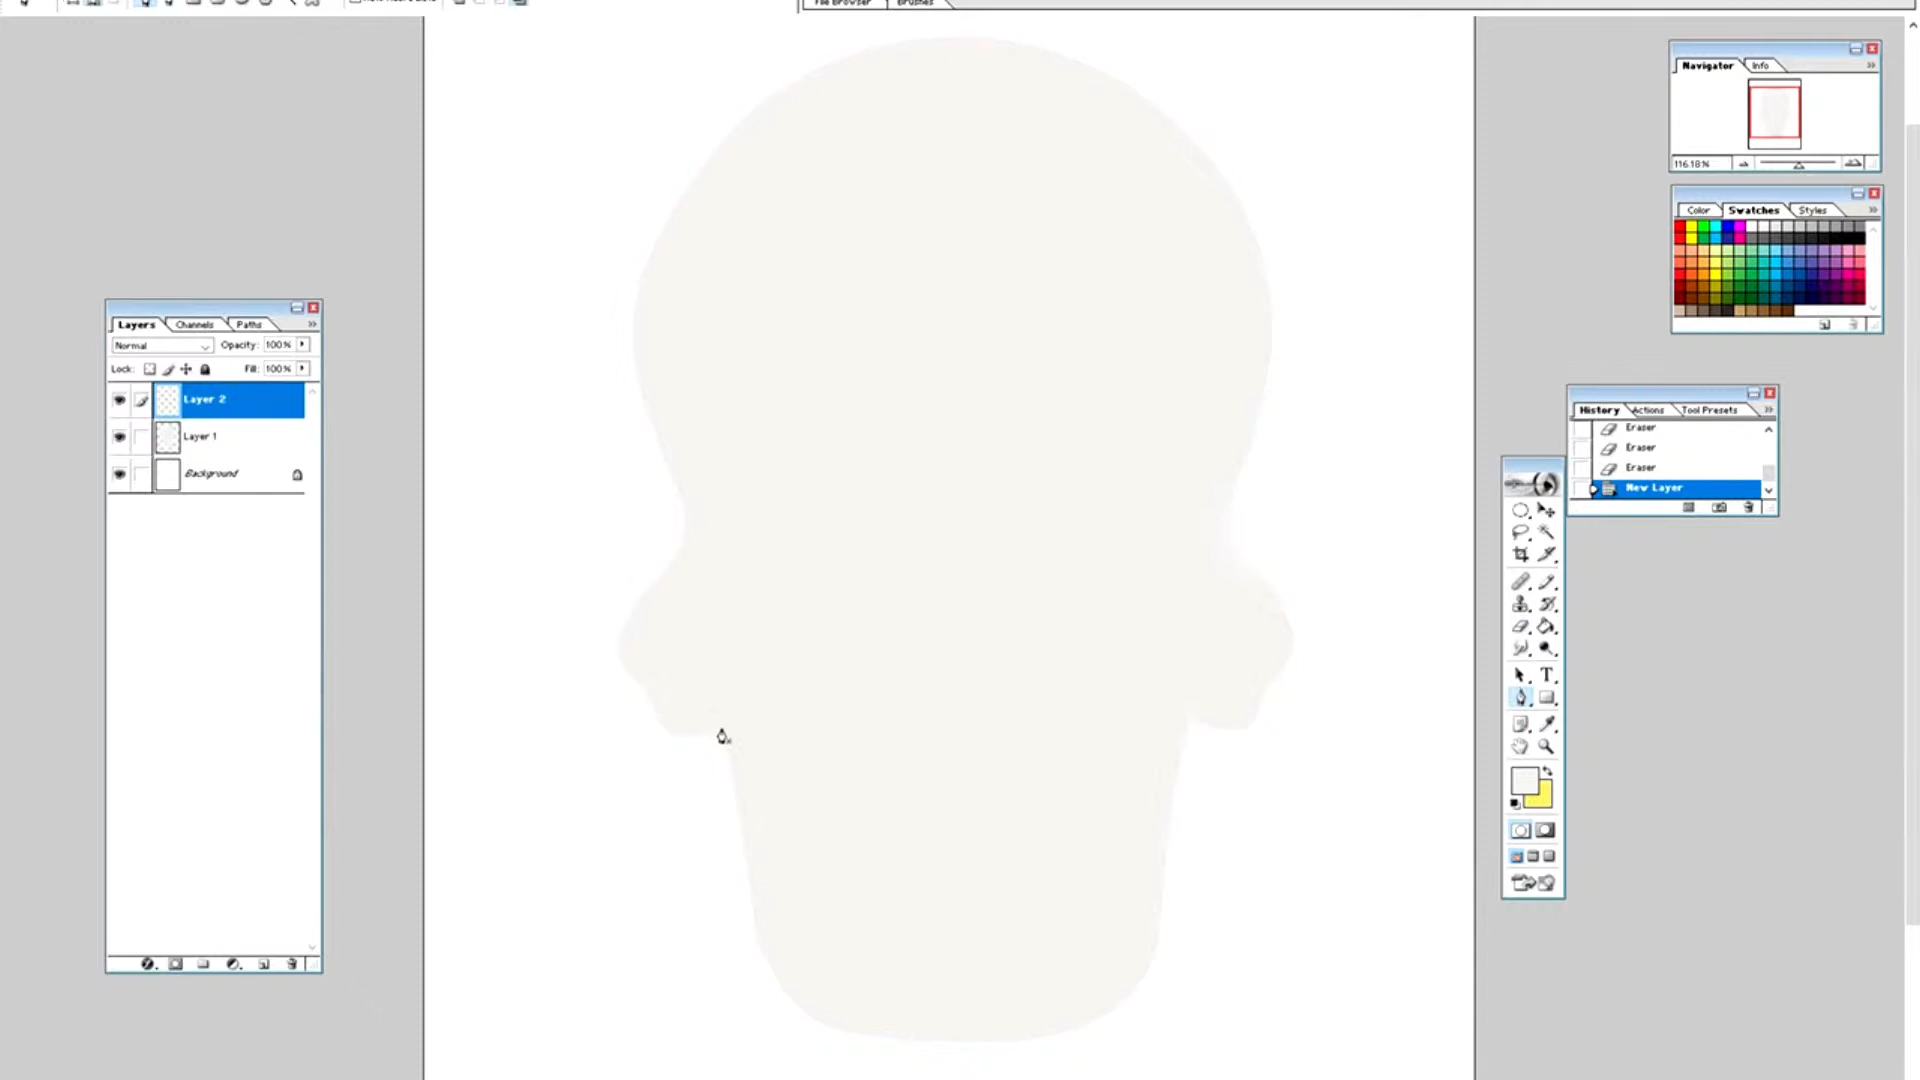 File Browser
Brushes
Navigator
Info
116.18%
Color
Swatches
Styles
Layers
Channels
Paths
Normal
Opacity: 100%
Lock:
Fill: 100%
Layer 2
Layer 1
Background
History
Actions
Tool Presets
Eraser
Eraser
Eraser
New Layer
T